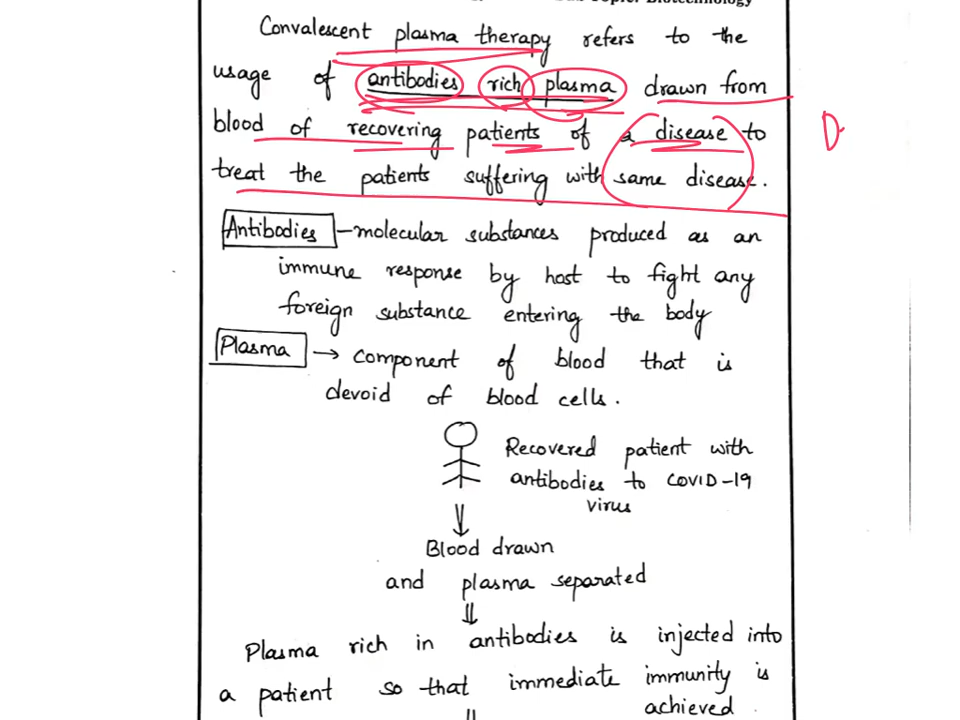 Convalescent plasma therapy refers to the
usage of antibodies rich plasma drawn from
blood of recovering patients of a disease to
treat the patients suffering with same disease.
Antibodies - molecular substances produced as an
immune response by host to fight any
foreign substance entering the body
Plasma → component of blood that is
devoid of blood cells.
Recovered patient with
antibodies to COVID-19
virus
Blood drawn
and plasma separated
Plasma rich in antibodies is injected into
a patient so that immediate immunity is
achieved